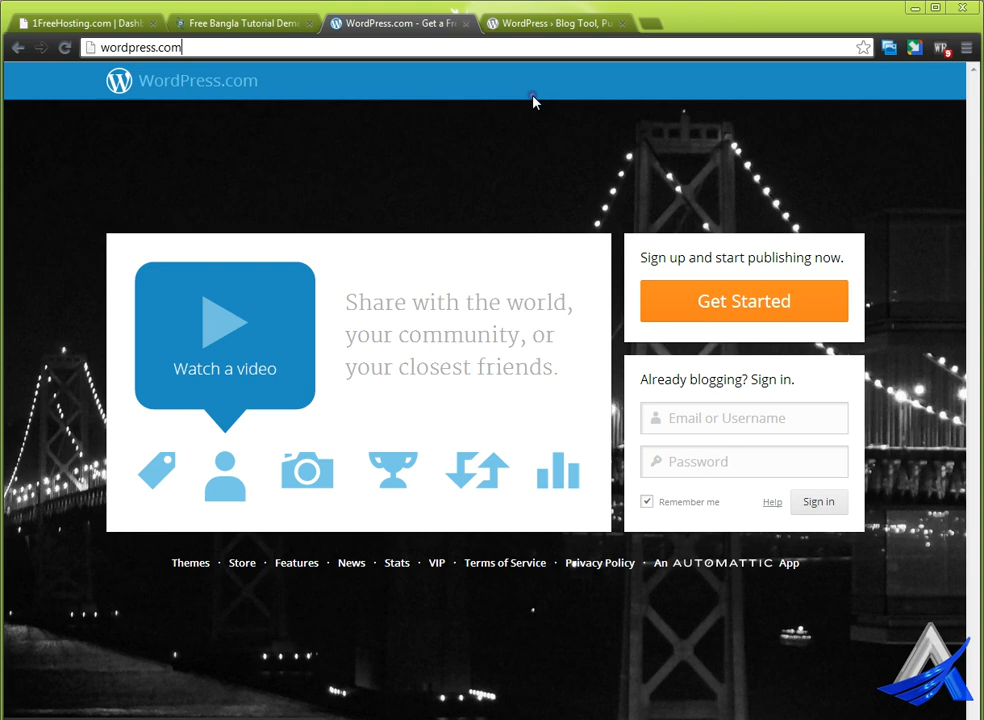 1FreeHosting.com | Dashb
Free Bangla Tutorial Dem
WordPress.com - Get a Fr
WordPress › Blog Tool, Pu
wordpress.com
9
WordPress.com
Share with the world,
your community, or
your closest friends.
Watch a video
Sign up and start publishing now.
Get Started
Already blogging? Sign in.
Email or Username
Password
Remember me
Help
Sign in
Themes · Store · Features · News · Stats · VIP · Terms of Service · Privacy Policy · An AUTOMATTIC App